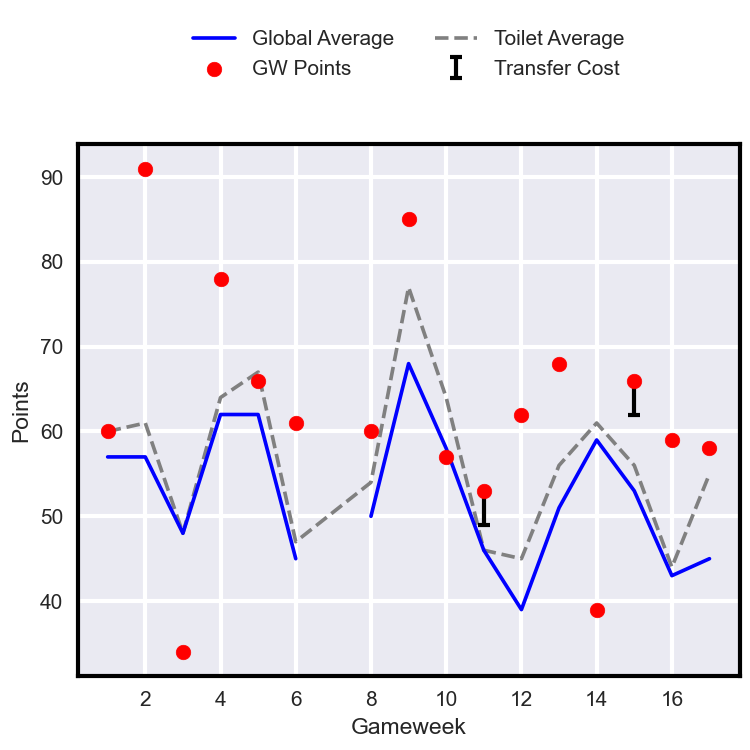 Global Average
GW Points
Toilet Average
Transfer Cost
90
80
70
60
50
40
Points
2 4 6 8 10 12 14 16
Gameweek